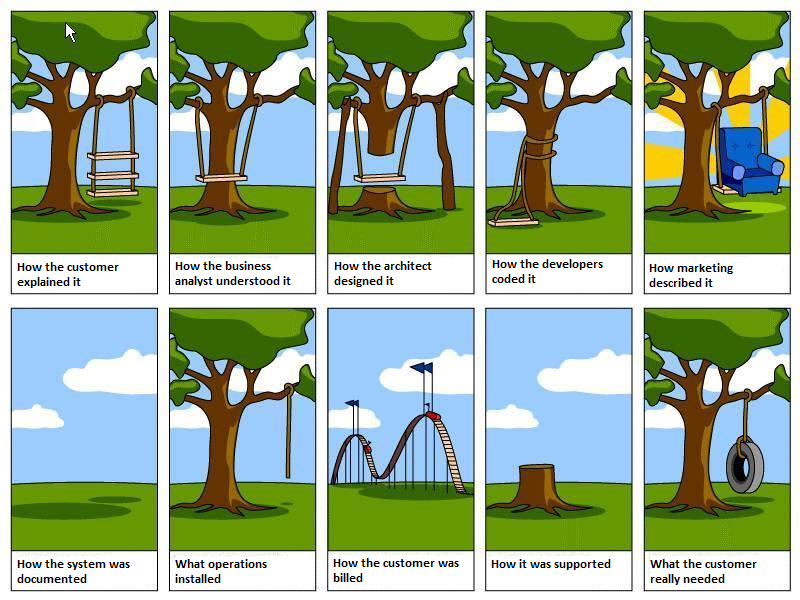 How the customer
explained it
How the business
analyst understood it
How the architect
designed it
How the developers
coded it
How marketing
described it
How the system was
documented
What operations
installed
How the customer was
billed
How it was supported
What the customer
really needed